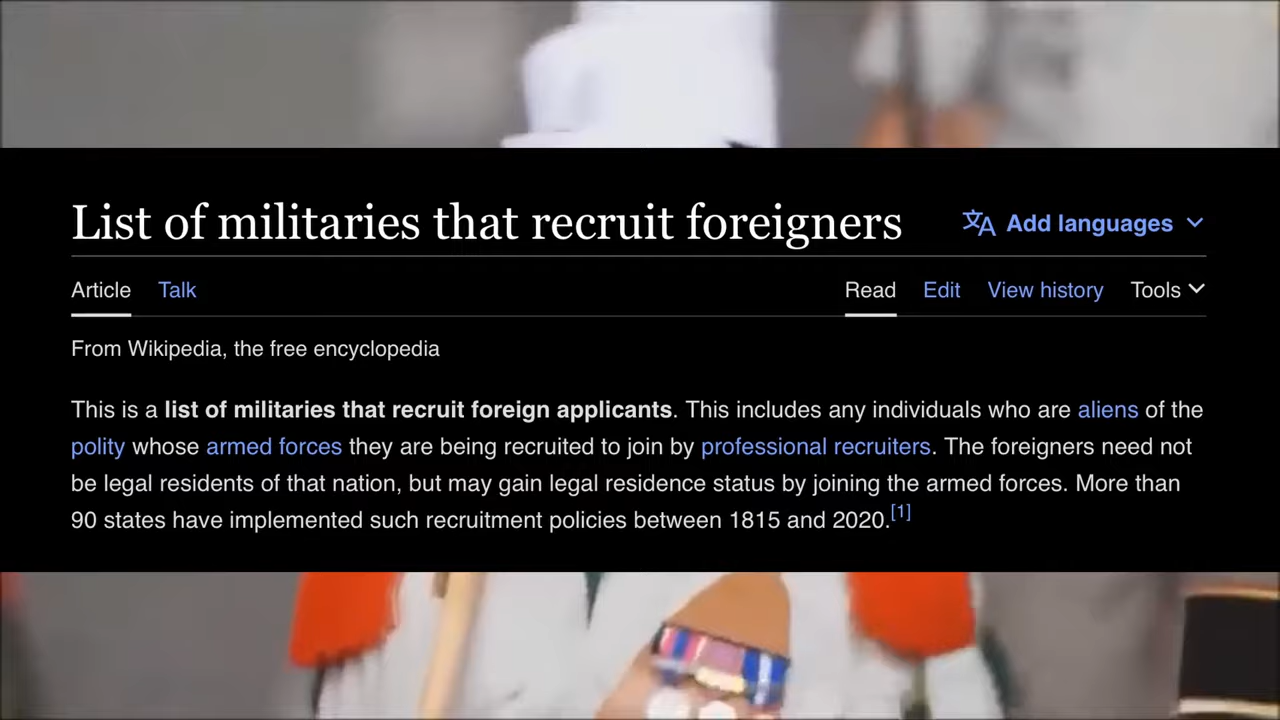 List of militaries that recruit foreigners
Add languages
Article Talk Read Edit View history Tools
From Wikipedia, the free encyclopedia
This is a list of militaries that recruit foreign applicants. This includes any individuals who are aliens of the
polity whose armed forces they are being recruited to join by professional recruiters. The foreigners need not
be legal residents of that nation, but may gain legal residence status by joining the armed forces. More than
90 states have implemented such recruitment policies between 1815 and 2020.[1]